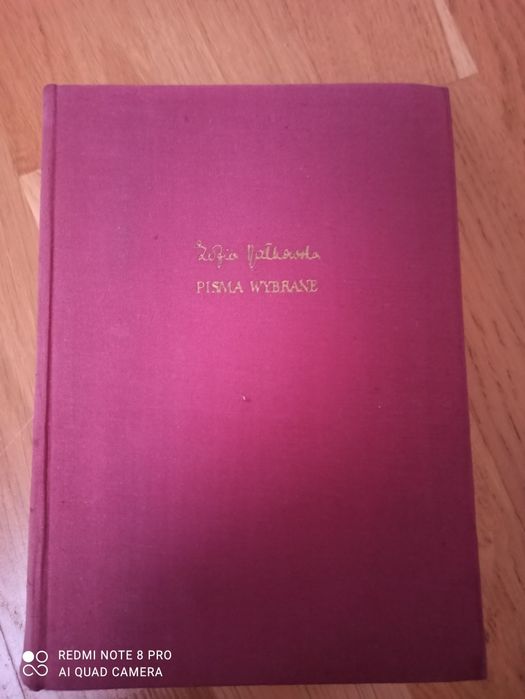 Zofia Nałkowska
PISMA WYBRANE
REDMI NOTE 8 PRO
AI QUAD CAMERA